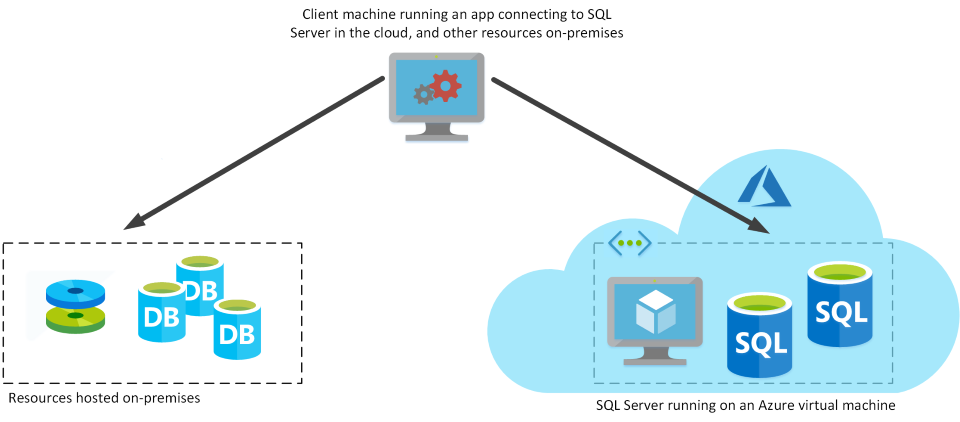 Client machine running an app connecting to SQL
Server in the cloud, and other resources on-premises
DB
DB
DB
SQL
SQL
Resources hosted on-premises
SQL Server running on an Azure virtual machine